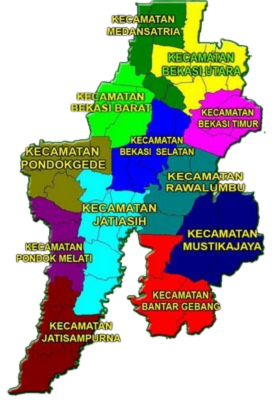 KECAMATAN
MEDANSATRIA
KECAMATAN
BEKASI UTARA
KECAMATAN
BEKASI BARAT
KECAMATAN
BEKASI TIMUR
KECAMATAN
BEKASI SELATAN
KECAMATAN
PONDOKGEDE
KECAMATAN
RAWALUMBU
KECAMATAN
JATIASIH
KECAMATAN
MUSTIKAJAYA
KECAMATAN
PONDOK MELATI
KECAMATAN
BANTAR GEBANG
KECAMATAN
JATISAMPURNA